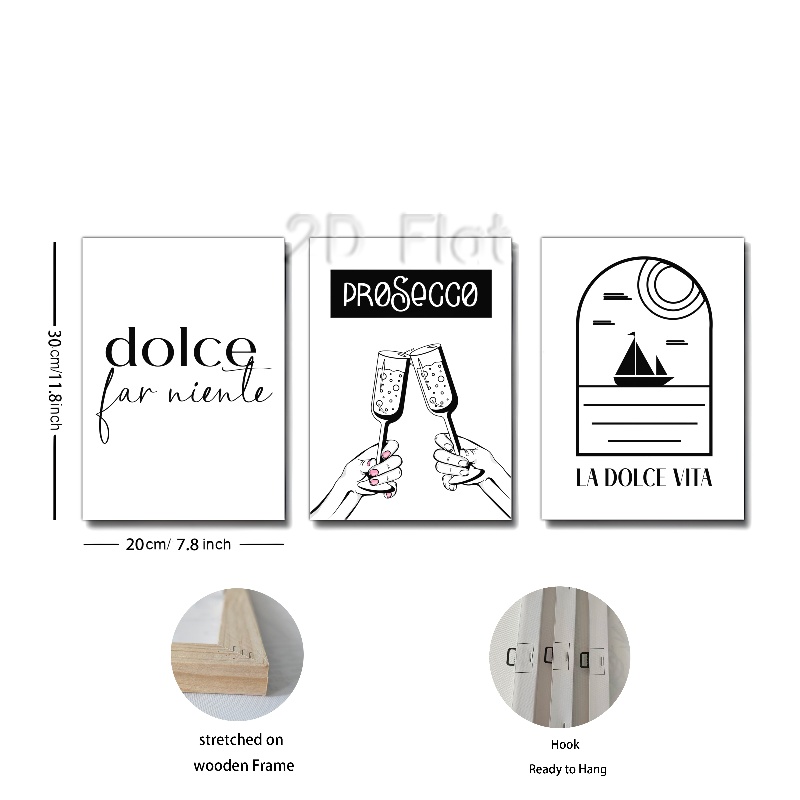 2D Flat
dolce
far niente
PROSECCO
LA DOLCE VITA
30cm/11.8inch
20cm/ 7.8 inch
stretched on
wooden Frame
Hook
Ready to Hang